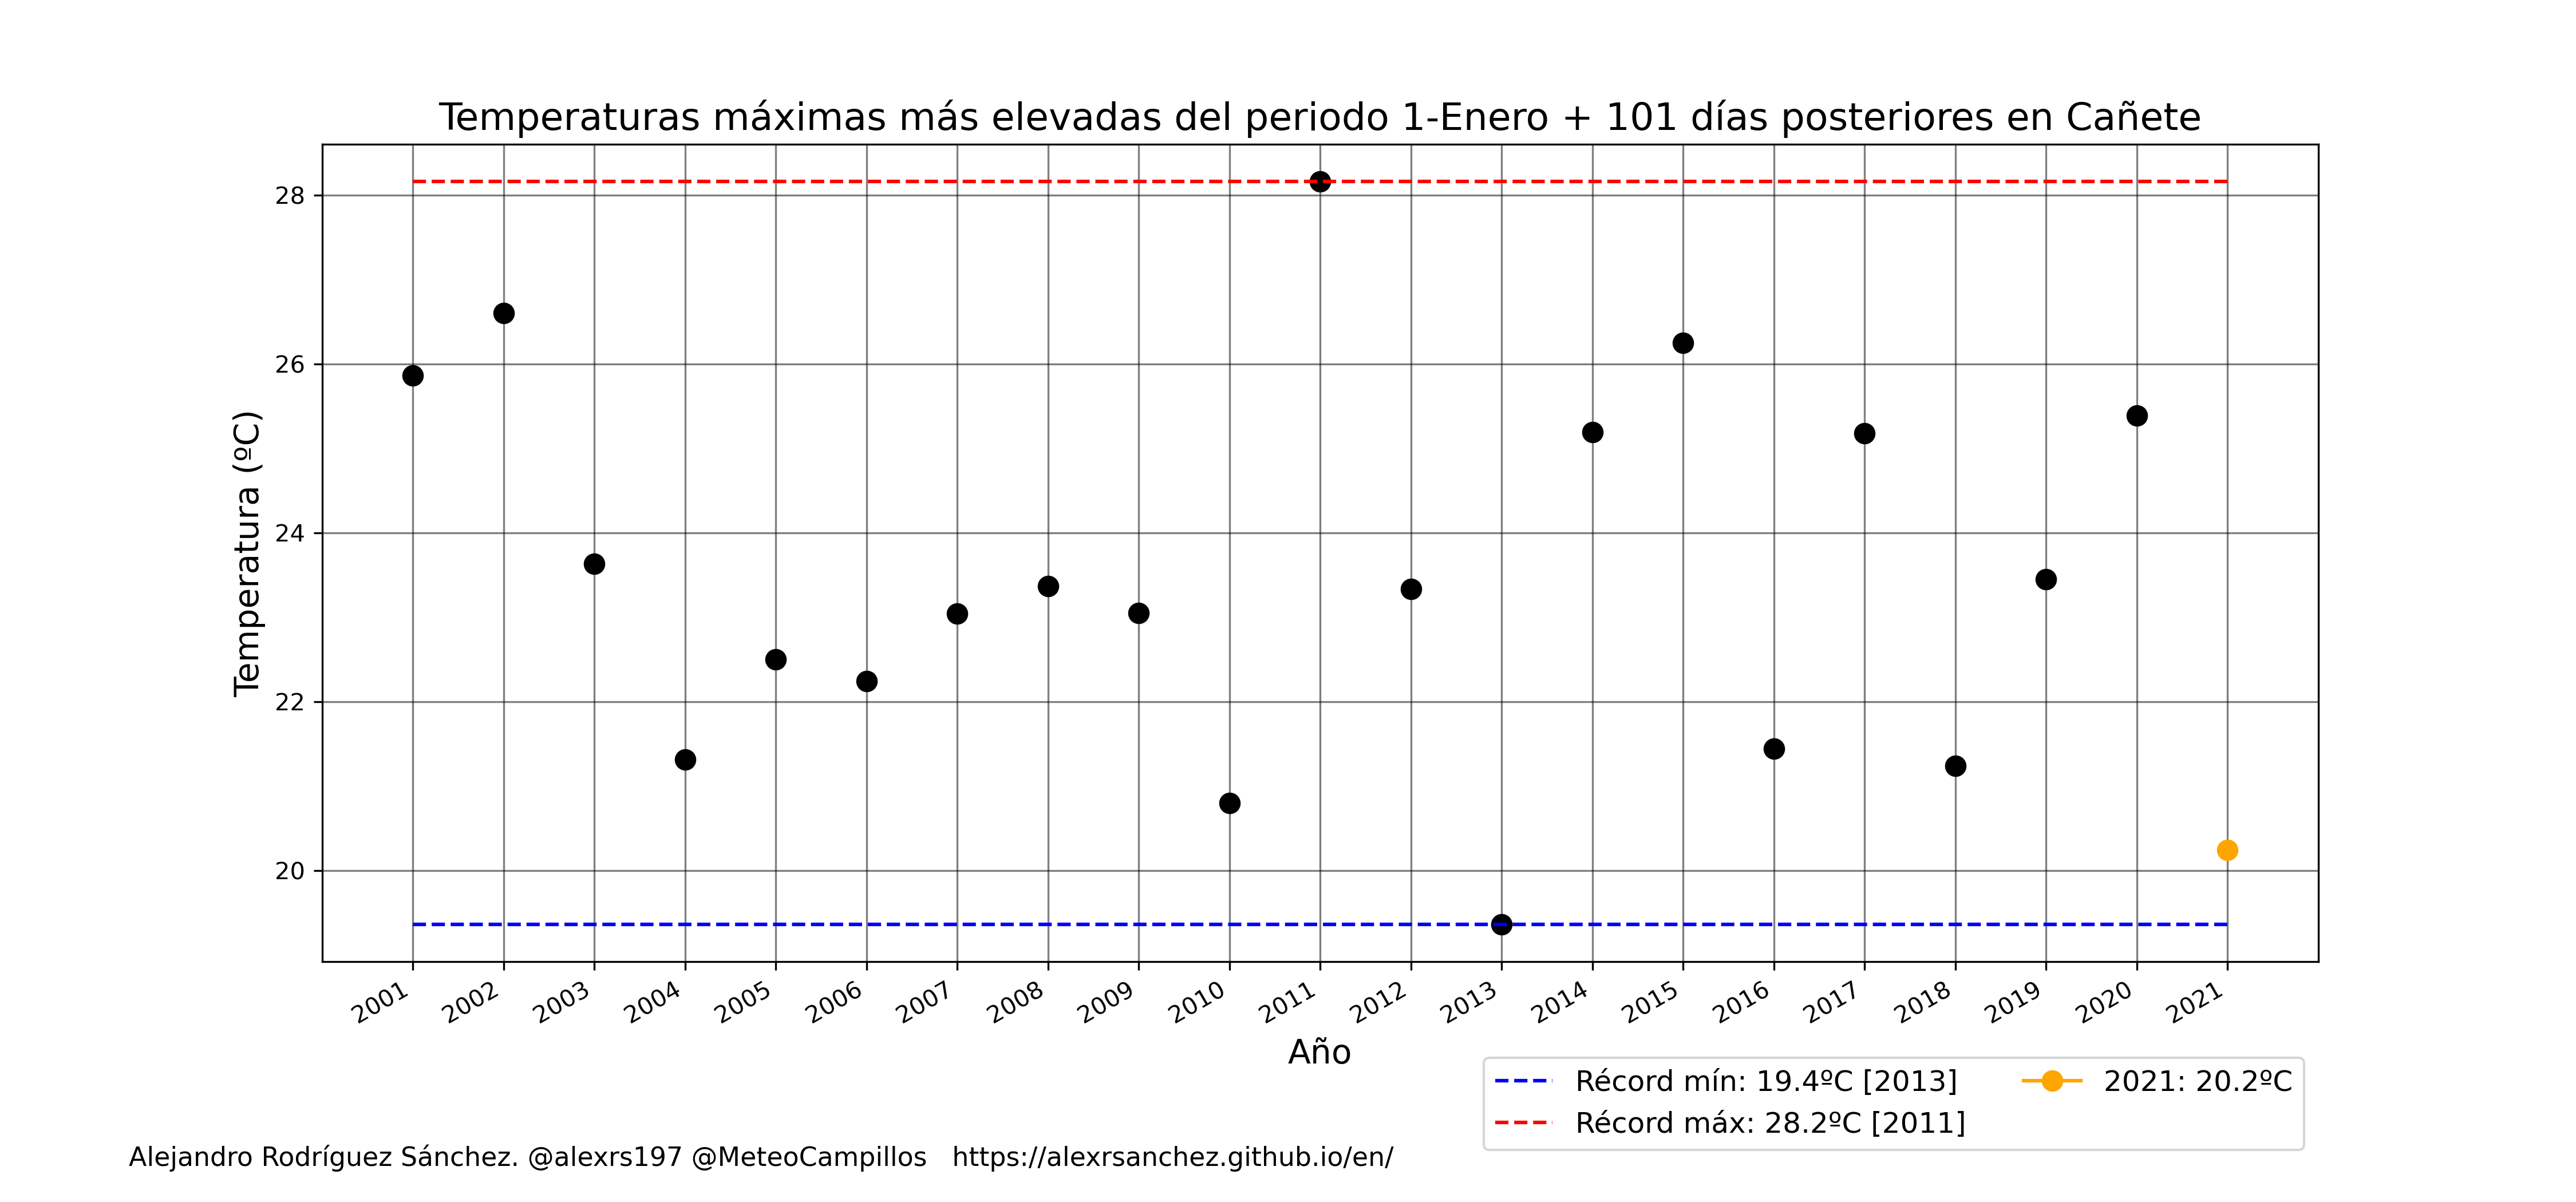 Temperaturas máximas más elevadas del periodo 1-Enero + 101 días posteriores en Cañete
Temperatura (ºC)
28
26
24
22
20
2001 2002 2003 2004 2005 2006 2007 2008 2009 2010 2011 2012 2013 2014 2015 2016 2017 2018 2019 2020 2021
Año
Récord mín: 19.4ºC [2013]
Récord máx: 28.2ºC [2011]
2021: 20.2ºC
Alejandro Rodríguez Sánchez. @alexrs197 @MeteoCampillos https://alexrsanchez.github.io/en/